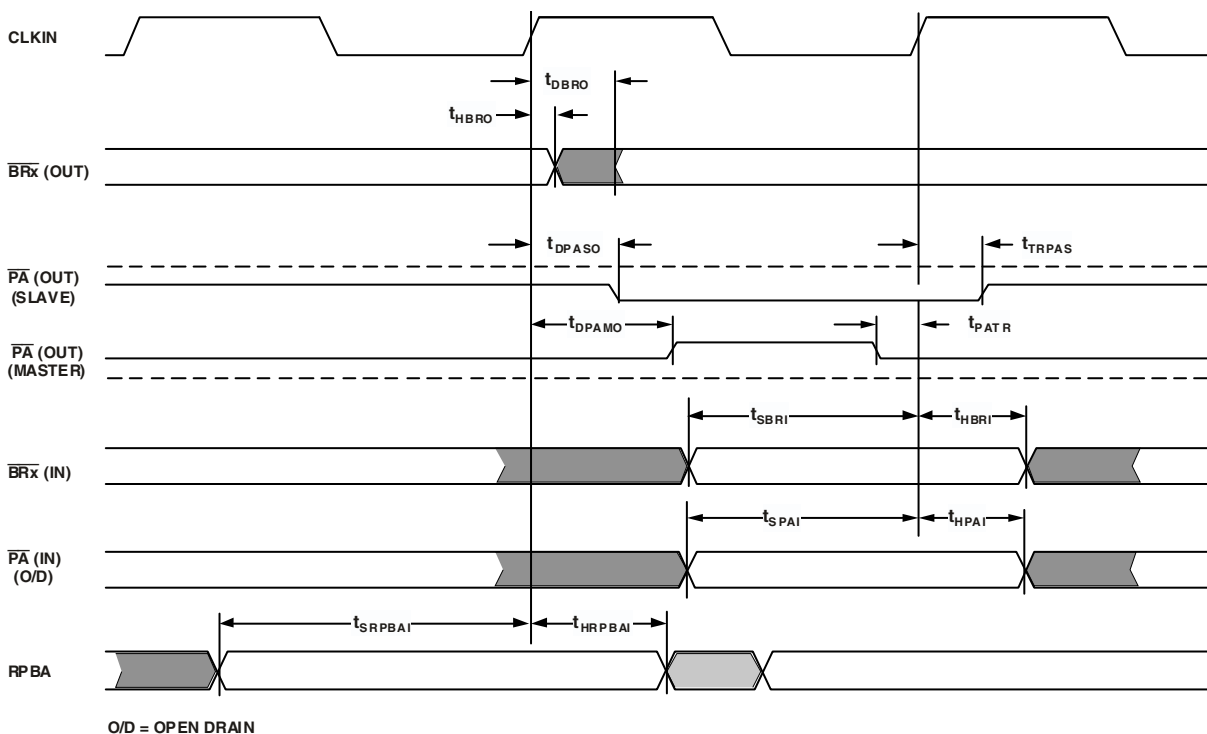 CLKIN
tDBRO
tHBRO
BRx (OUT)
tDPASO
tTRPAS
PA (OUT)
(SLAVE)
tDPAMO
tPATR
PA (OUT)
(MASTER)
tSBRI
tHBRI
BRx (IN)
tSPAI
tHPAI
PA (IN)
(O/D)
tSRPBAI
tHRPBAI
RPBA
O/D = OPEN DRAIN